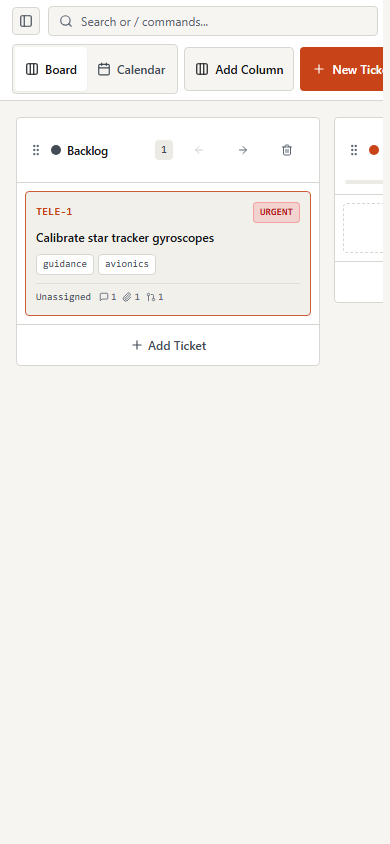 Search or / commands...
Board
Calendar
Add Column
New
Backlog
1
TELE-1
URGENT
Calibrate star tracker gyroscopes
guidance
avionics
Unassigned 1 1 1
Add Ticket